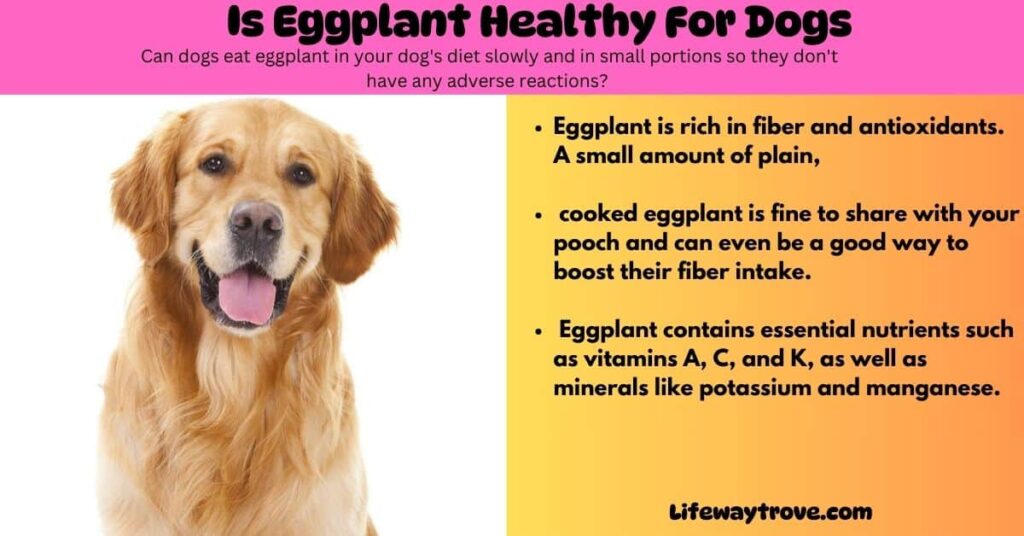 Is Eggplant Healthy For Dogs
Can dogs eat eggplant in your dog's diet slowly and in small portions so they don't
have any adverse reactions?
• Eggplant is rich in fiber and antioxidants.
A small amount of plain,
• cooked eggplant is fine to share with your
pooch and can even be a good way to
boost their fiber intake.
• Eggplant contains essential nutrients such
as vitamins A, C, and K, as well as
minerals like potassium and manganese.
Lifewaytrove.com